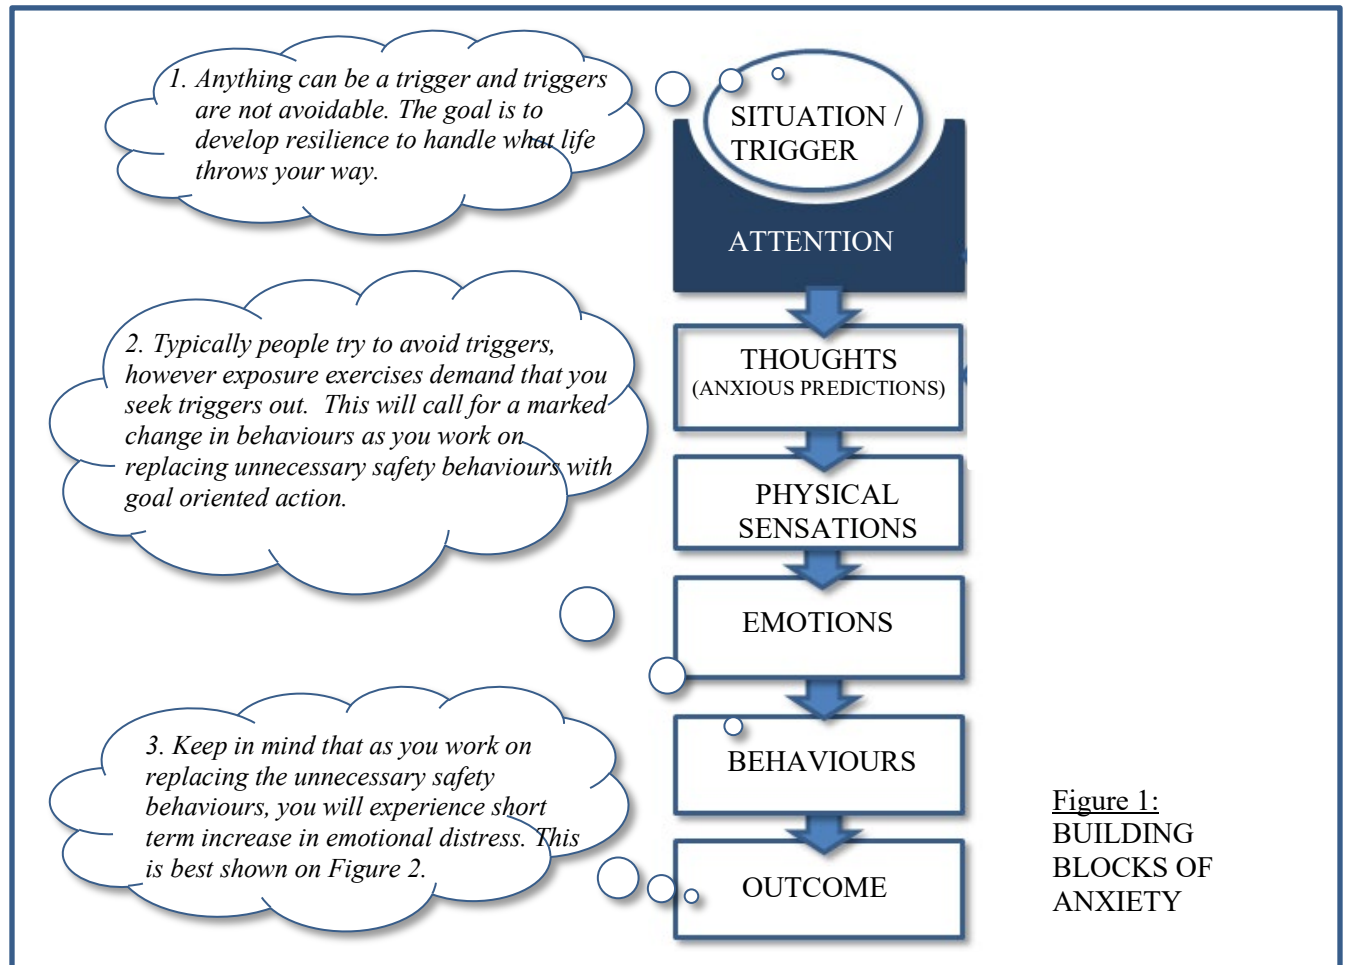 1. Anything can be a trigger and triggers
are not avoidable. The goal is to
develop resilience to handle what life
throws your way.
SITUATION /
TRIGGER
ATTENTION
2. Typically people try to avoid triggers,
however exposure exercises demand that you
seek triggers out.  This will call for a marked
change in behaviours as you work on
replacing unnecessary safety behaviours with
goal oriented action.
THOUGHTS
(ANXIOUS PREDICTIONS)
PHYSICAL
SENSATIONS
EMOTIONS
3. Keep in mind that as you work on
replacing the unnecessary safety
behaviours, you will experience short
term increase in emotional distress. This
is best shown on Figure 2.
BEHAVIOURS
OUTCOME
Figure 1:
BUILDING
BLOCKS OF
ANXIETY